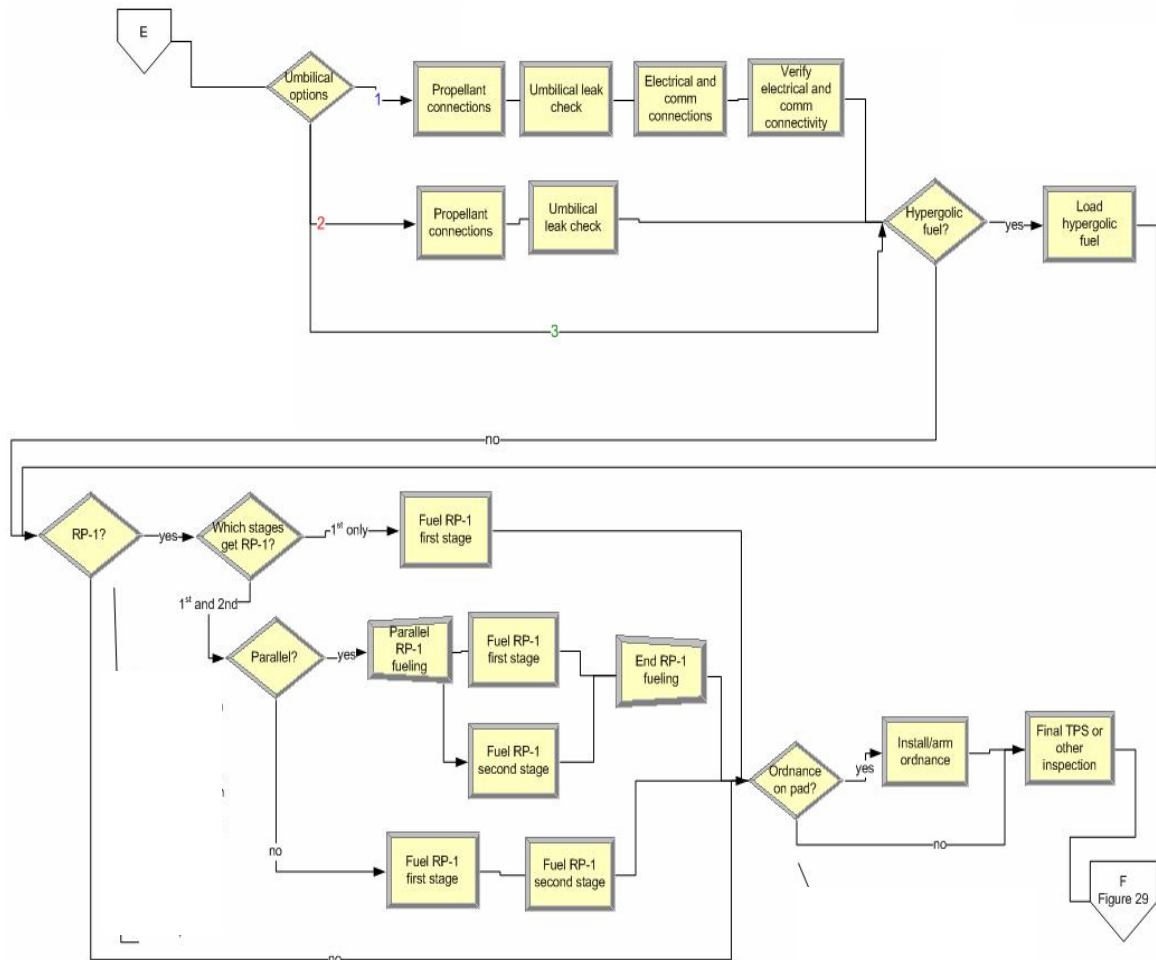 E
Umbilical
options
1
Propellant
connections
Umbilical leak
check
Electrical and
comm
connections
Verify
electrical and
comm
connectivity
2
Propellant
connections
Umbilical
leak check
Hypergolic
fuel?
yes
Load
hypergolic
fuel
3
no
RP-1?
yes
Which stages
get RP-1?
1st only
Fuel RP-1
first stage
1st and 2nd
Parallel?
yes
Parallel
RP-1
fueling
Fuel RP-1
first stage
End RP-1
fueling
Fuel RP-1
second stage
no
Fuel RP-1
first stage
Fuel RP-1
second stage
Ordnance
on pad?
yes
Install/arm
ordnance
Final TPS or
other
inspection
no
F
Figure 29
no